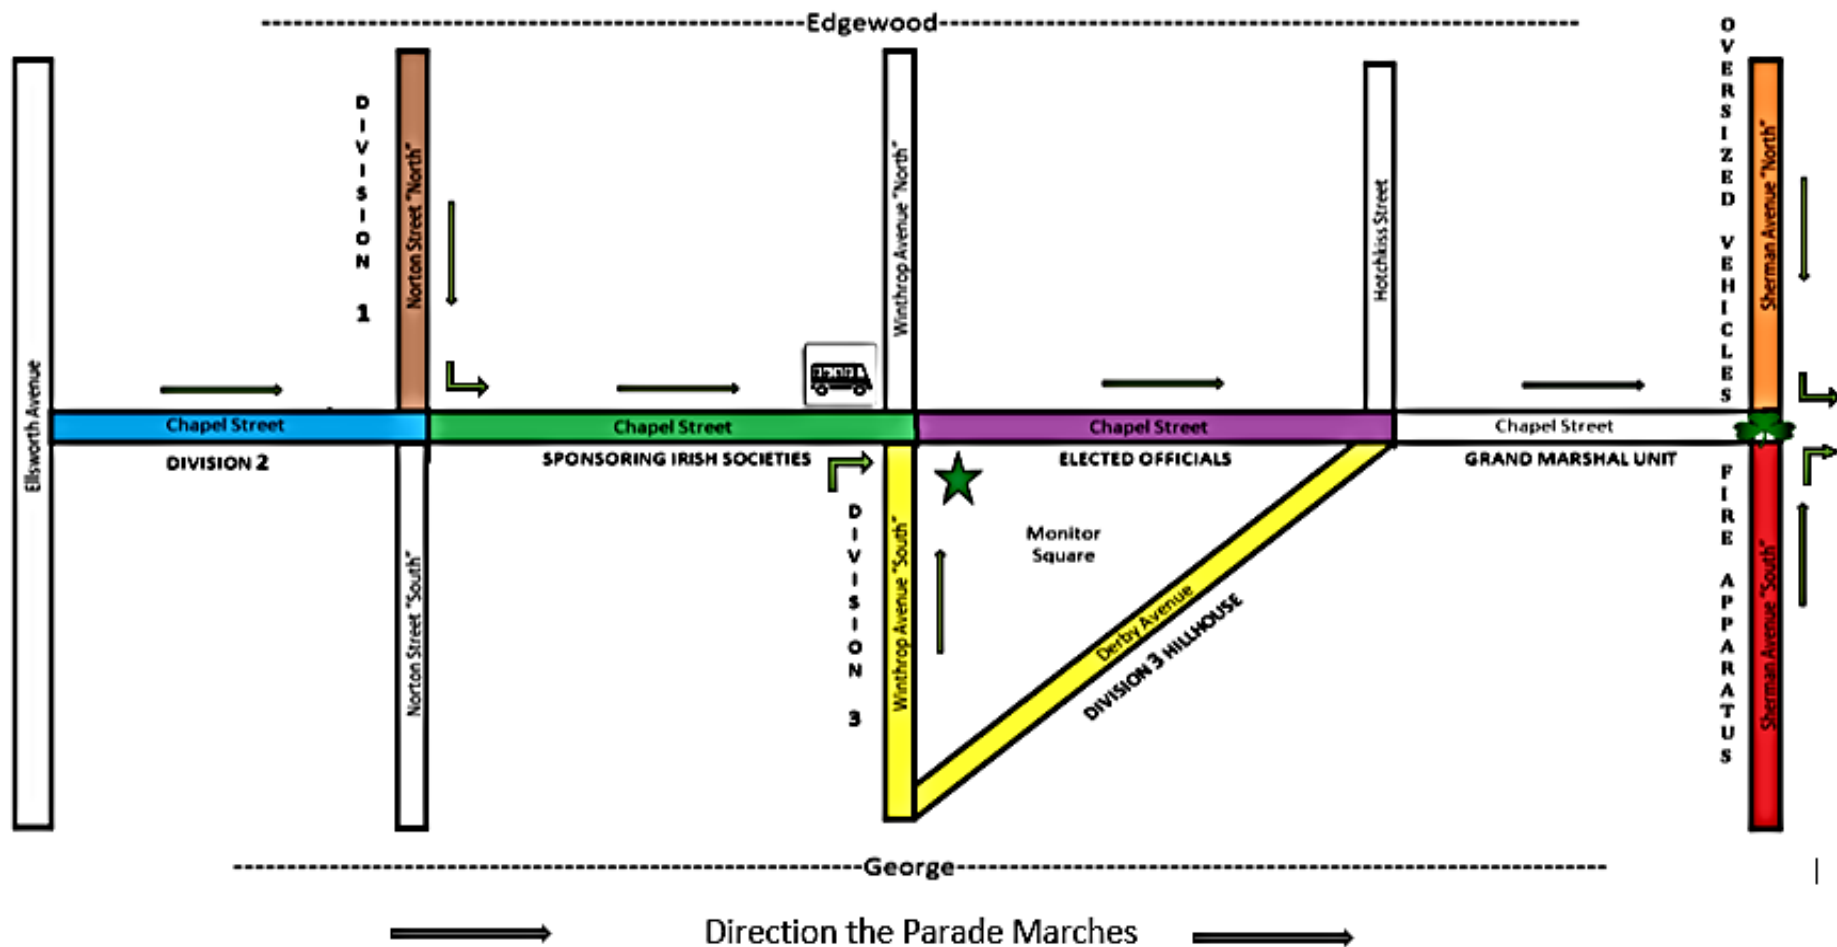 Edgewood
OVERSIZED VEHICLES
DIVISION 1
Norton Street "North"
Winthrop Avenue "North"
Hotchkiss Street
Sherman Avenue "North"
Ellsworth Avenue
Chapel Street
Chapel Street
Chapel Street
Chapel Street
DIVISION 2
SPONSORING IRISH SOCIETIES
ELECTED OFFICIALS
GRAND MARSHAL UNIT
Norton Street "South"
DIVISION 3
Winthrop Avenue "South"
Monitor
Square
Derby Avenue
DIVISION 3 HILLHOUSE
FIRE APPARATUS
Sherman Avenue "South"
George
Direction the Parade Marches